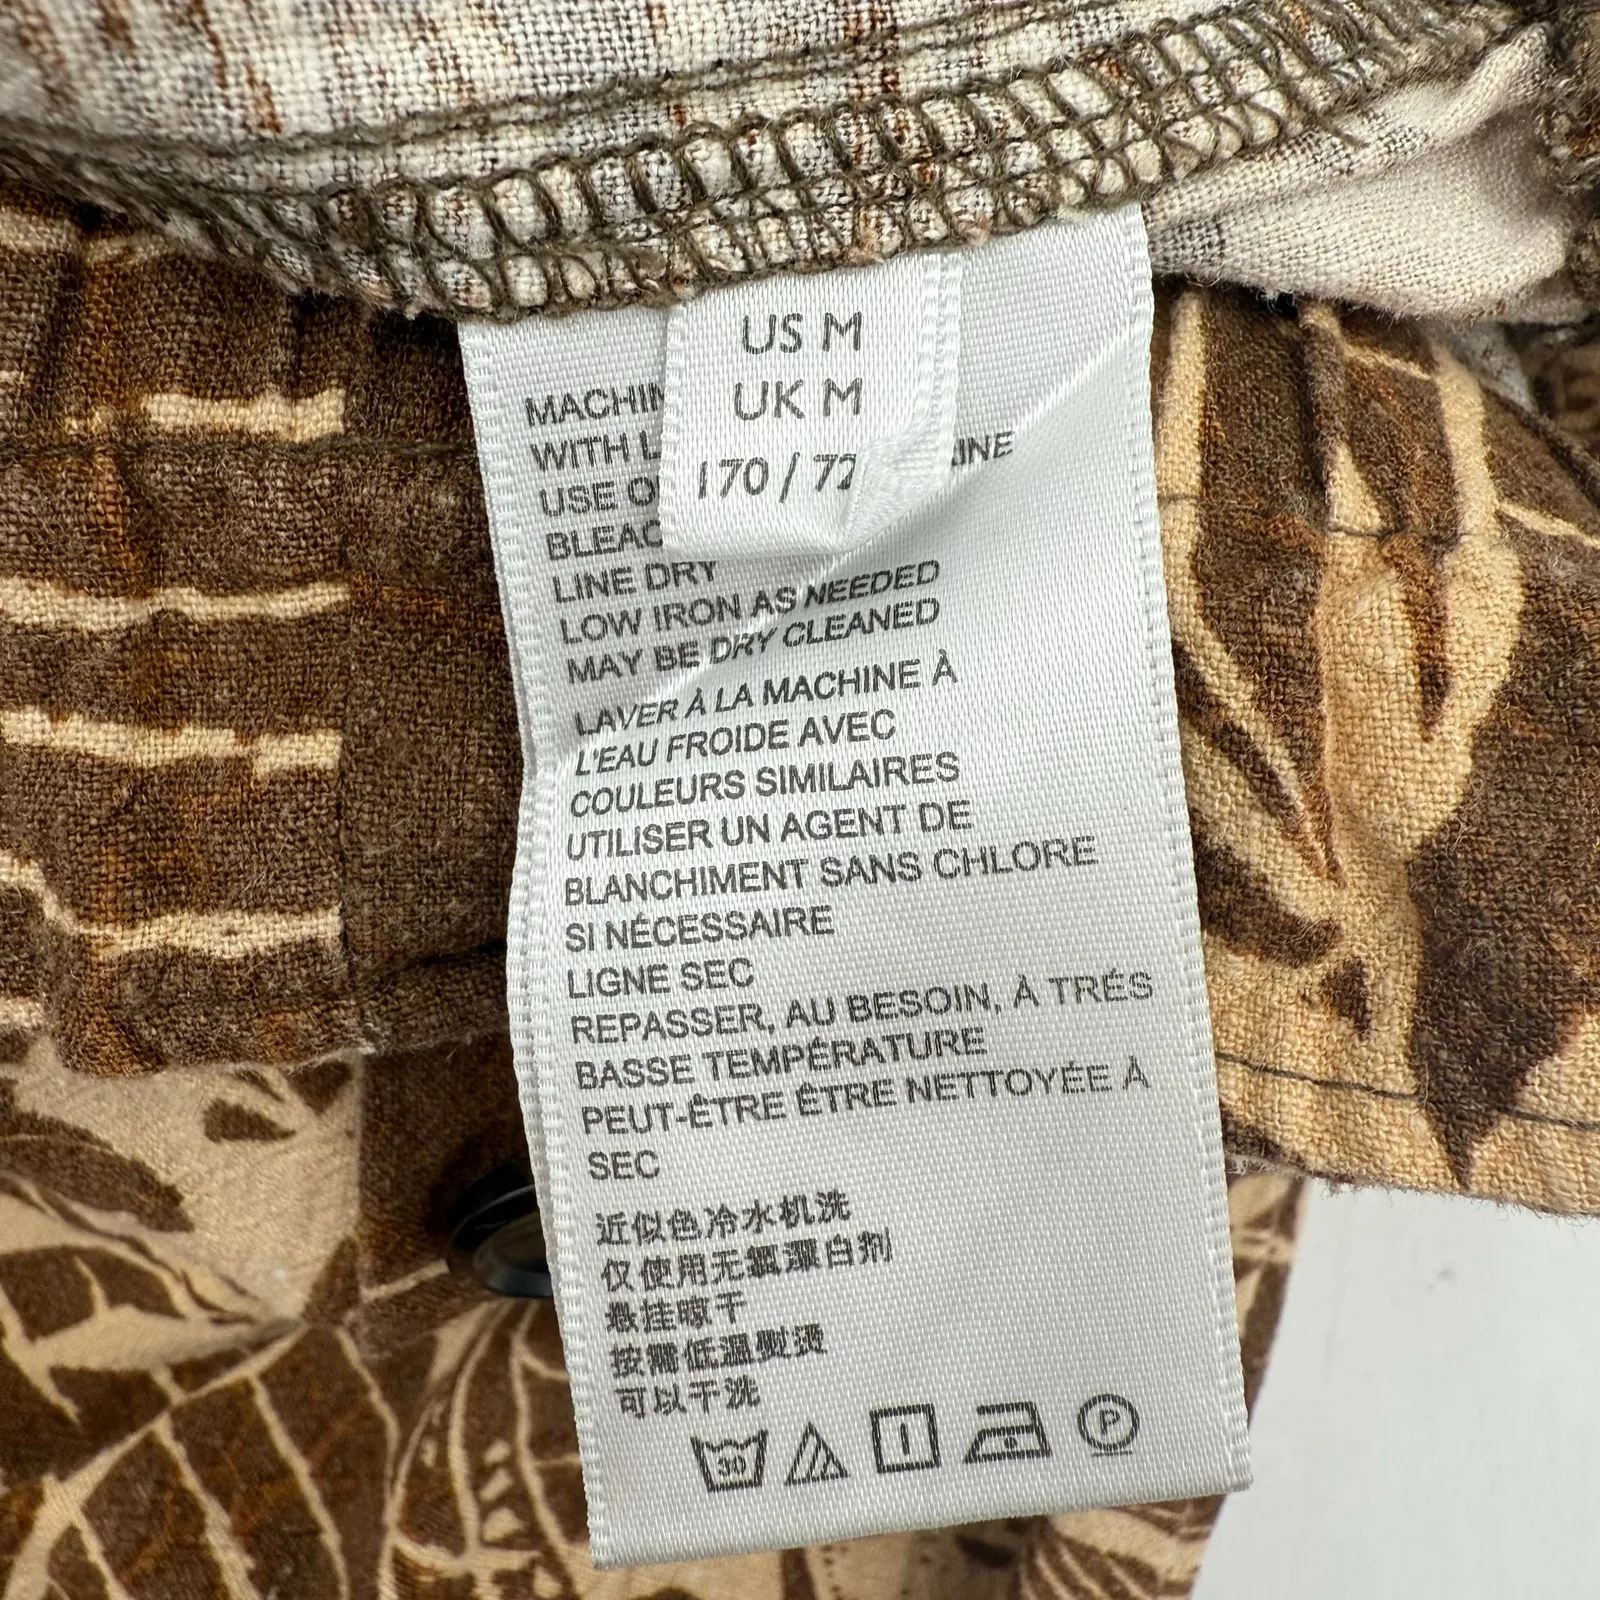 US M
UK M
170 / 72
MACHIN
WITH L
INE
USE O
BLEAC
LINE DRY
LOW IRON AS NEEDED
MAY BE DRY CLEANED
LAVER À LA MACHINE À
L'EAU FROIDE AVEC
COULEURS SIMILAIRES
UTILISER UN AGENT DE
BLANCHIMENT SANS CHLORE
SI NÉCESSAIRE
LIGNE SEC
REPASSER, AU BESOIN, À TRÉS
BASSE TEMPÉRATURE
PEUT-ÊTRE ÊTRE NETTOYÉE À
SEC
近似色冷水机洗
仅使用无氯漂白剂
悬挂晾干
按需低温熨烫
可以干洗
30
P